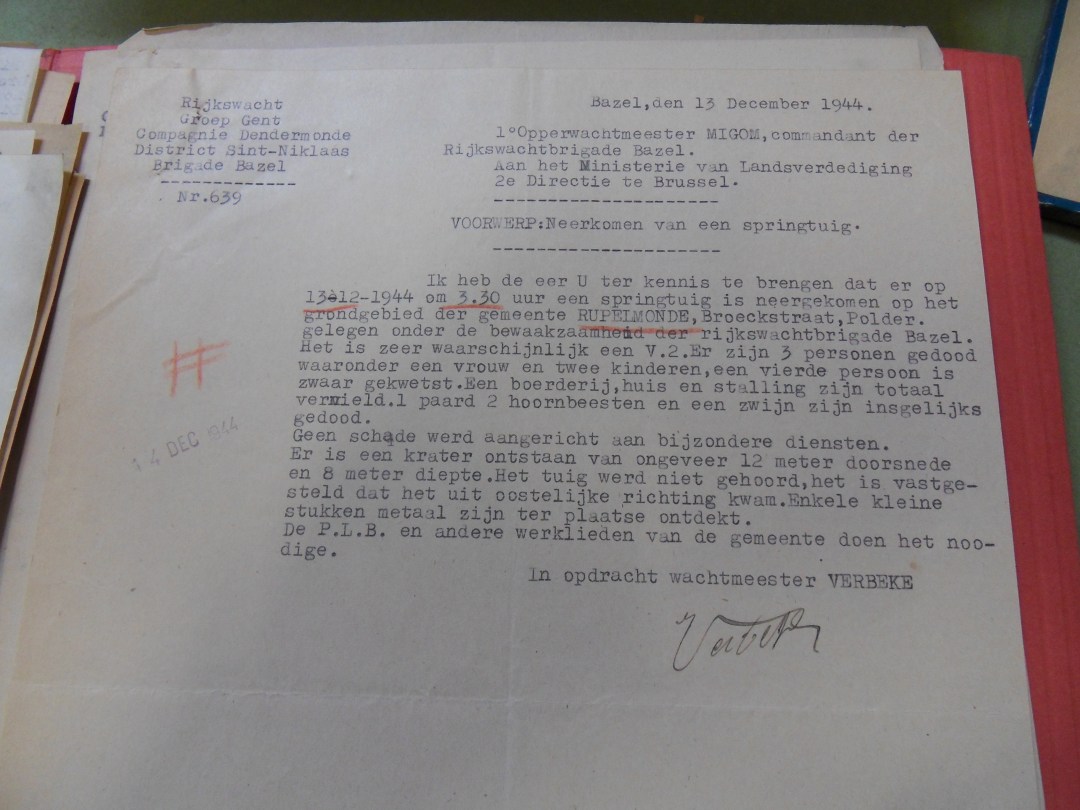 Rijkswacht
Groep Gent
Compagnie Dendermonde
District Sint-Niklaas
Brigade Bazel
-------------
Nr.639
Bazel,den 13 December 1944.
1°Opperwachtmeester MIGOM,commandant der
Rijkswachtbrigade Bazel.
Aan het Ministerie van Landsverdediging
2e Directie te Brussel.
---------------------
VOORWERP:Neerkomen van een springtuig.
---------------------
Ik heb de eer U ter kennis te brengen dat er op
13-12-1944 om 3.30 uur een springtuig is neergekomen op het
grondgebied der gemeente RUPELMONDE,Broeckstraat,Polder.
gelegen onder de bewaakzaamheid der rijkswachtbrigade Bazel.
Het is zeer waarschijnlijk een V.2.Er zijn 3 personen gedood
waaronder een vrouw en twee kinderen,een vierde persoon is
zwaar gekwetst.Een boerderij,huis en stalling zijn totaal
vernield.1 paard 2 hoornbeesten en een zwijn zijn insgelijks
gedood.
Geen schade werd aangericht aan bijzondere diensten.
Er is een krater ontstaan van ongeveer 12 meter doorsnede
en 8 meter diepte.Het tuig werd niet gehoord,het is vastge-
steld dat het uit oostelijke richting kwam.Enkele kleine
stukken metaal zijn ter plaatse ontdekt.
De P.L.B. en andere werklieden van de gemeente doen het noo-
dige.
In opdracht wachtmeester VERBEKE
Verbeke
14 DEC 1944